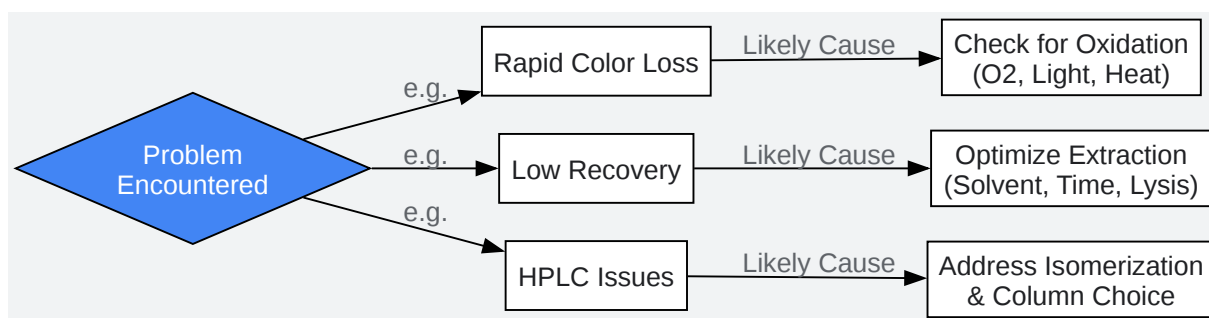 Problem
Encountered
e.g.
Rapid Color Loss
Likely Cause
Check for Oxidation
(O2, Light, Heat)
e.g.
Low Recovery
Likely Cause
Optimize Extraction
(Solvent, Time, Lysis)
e.g.
HPLC Issues
Likely Cause
Address Isomerization
& Column Choice